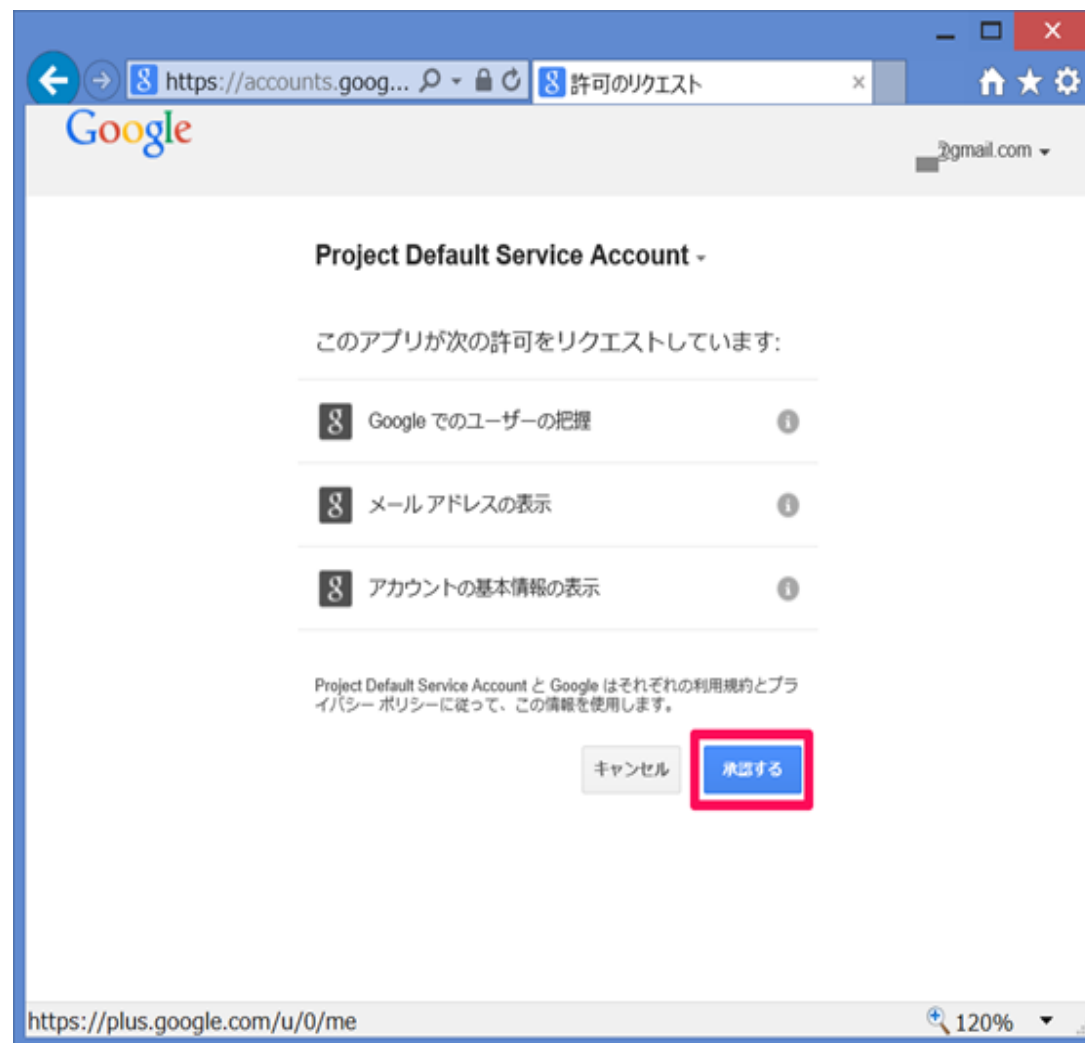 https://accounts.goog...
許可のリクエスト
Google
@gmail.com
Project Default Service Account
このアプリが次の許可をリクエストしています:
Google でのユーザーの把握
メール アドレスの表示
アカウントの基本情報の表示
Project Default Service Account と Google はそれぞれの利用規約とプラ
イバシー ポリシーに従って、この情報を使用します。
キャンセル
承認する
https://plus.google.com/u/0/me
120%